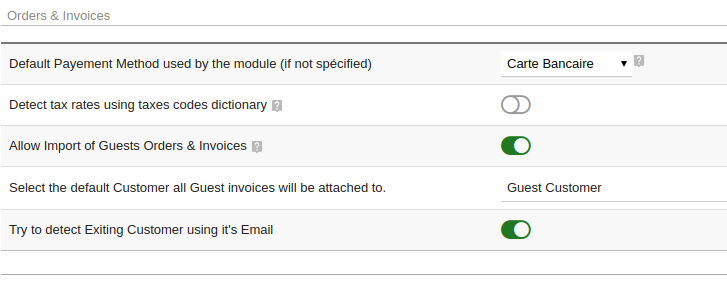 Orders & Invoices
Default Payement Method used by the module (if not spécified) Carte Bancaire
Detect tax rates using taxes codes dictionary
Allow Import of Guests Orders & Invoices
Select the default Customer all Guest invoices will be attached to. Guest Customer
Try to detect Exiting Customer using it's Email